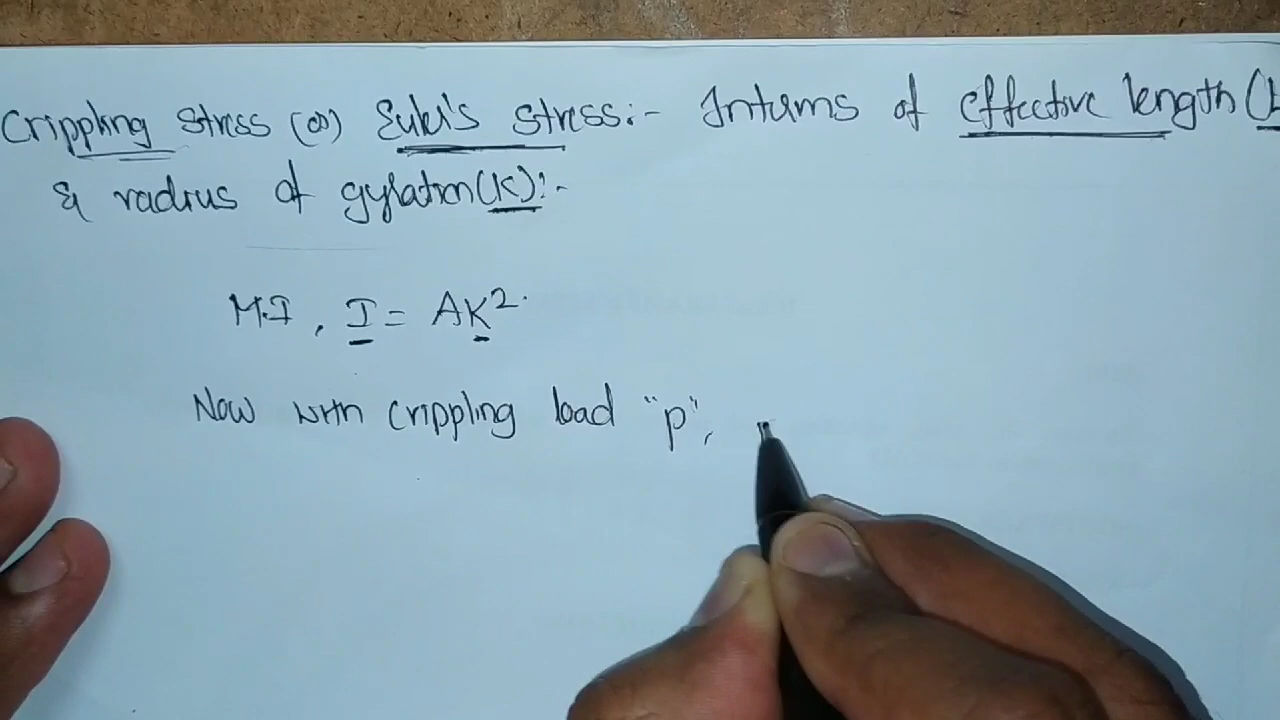 Crippling stress (or) Euler's stress:- Interms of effective length (L
& radius of gyration (K):-
M.I, I = AK².
Now with crippling load "p",